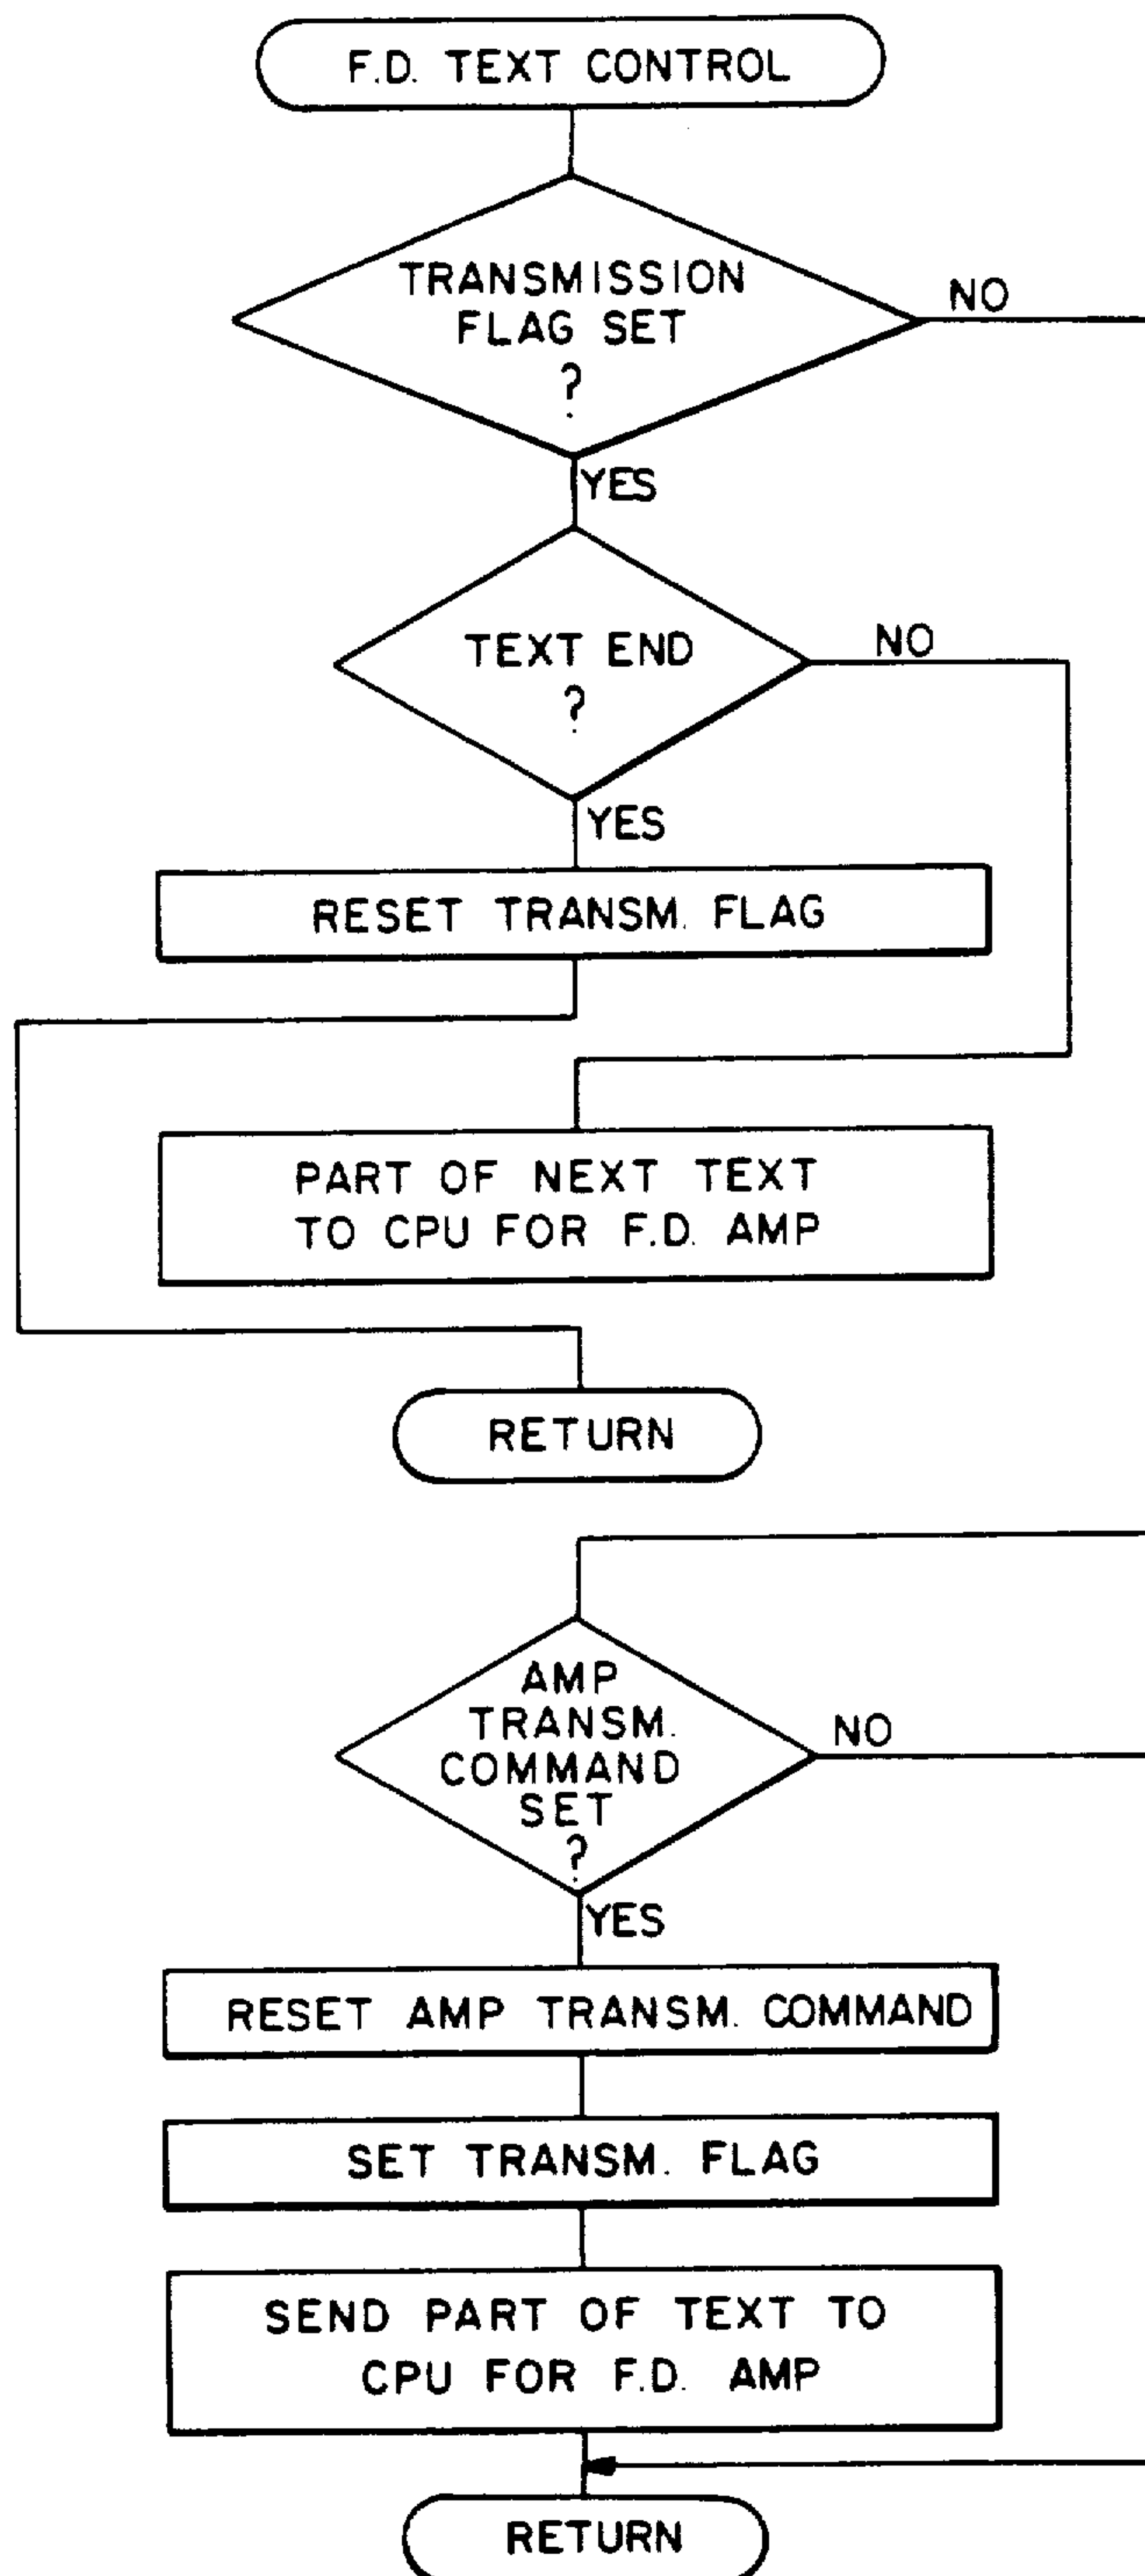 F.D. TEXT CONTROL
TRANSMISSION
FLAG SET
?
NO
YES
TEXT END
?
NO
YES
RESET TRANSM. FLAG
PART OF NEXT TEXT
TO CPU FOR F.D. AMP
RETURN
AMP
TRANSM.
COMMAND
SET
?
NO
YES
RESET AMP TRANSM. COMMAND
SET TRANSM. FLAG
SEND PART OF TEXT TO
CPU FOR F.D. AMP
RETURN